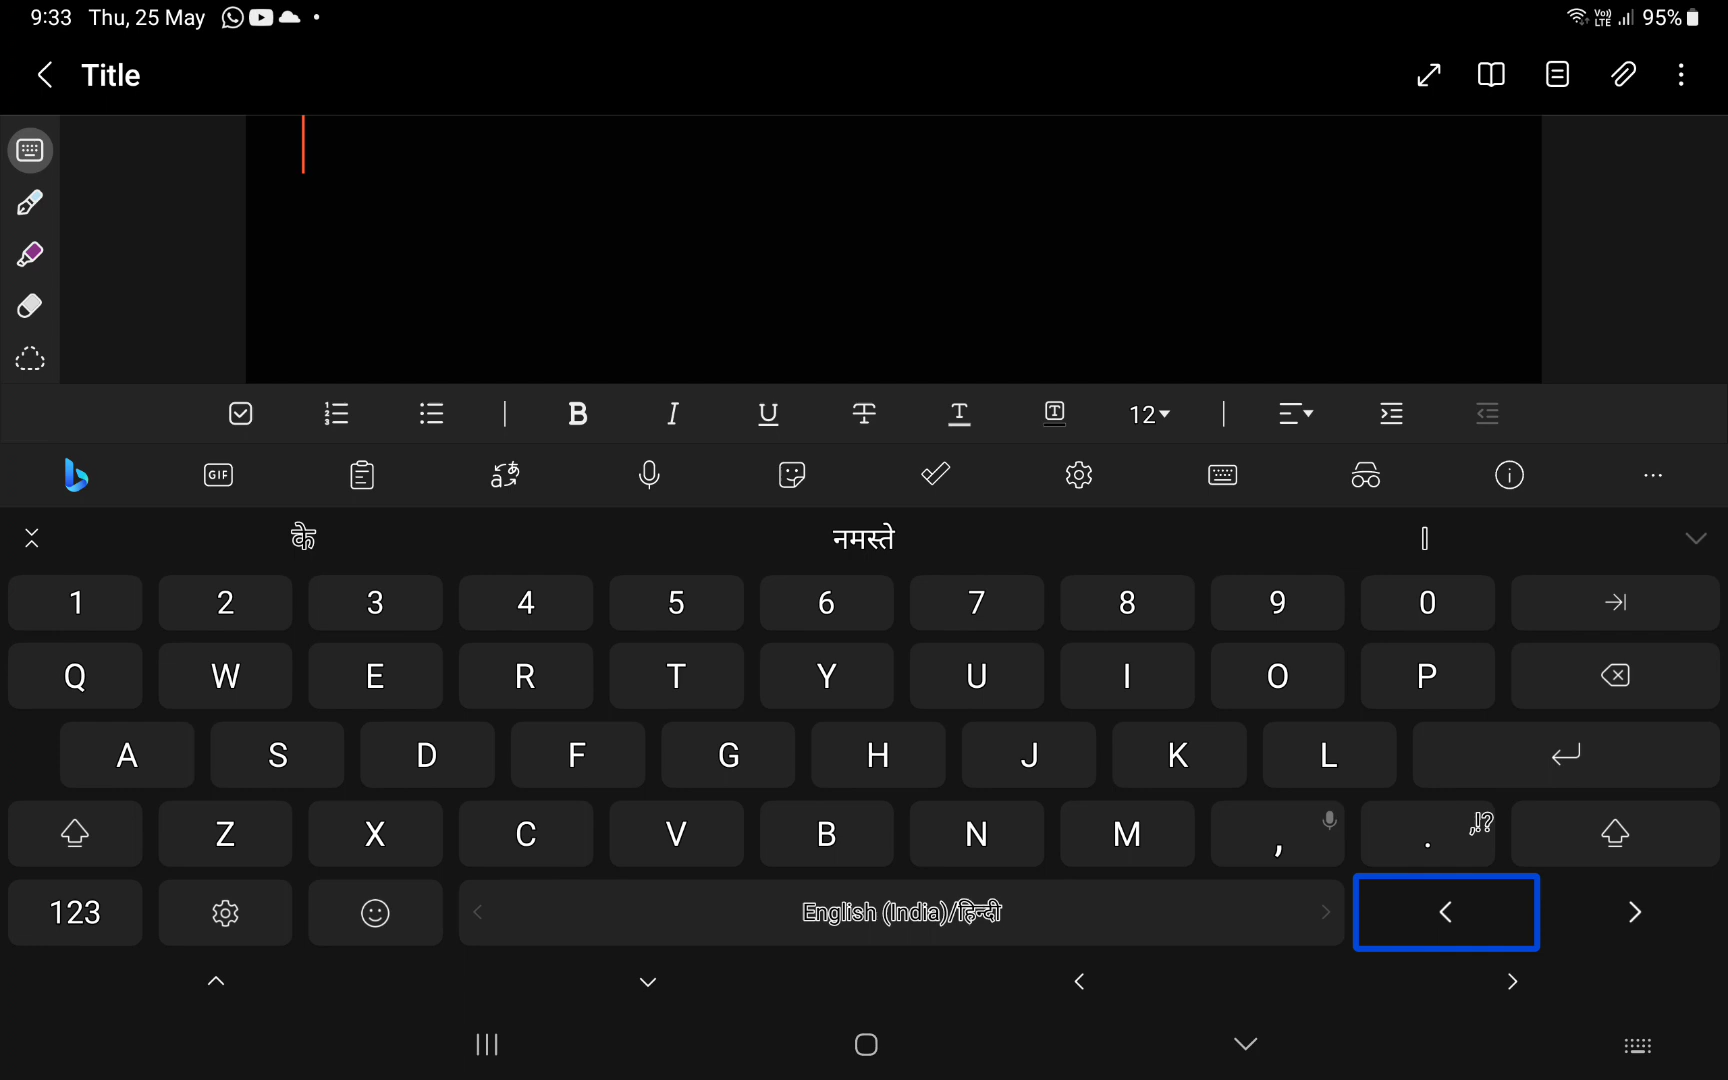 9:33 Thu, 25 May 95%
Title
12
GIF
के नमस्ते ।
1 2 3 4 5 6 7 8 9 0
Q W E R T Y U I O P
A S D F G H J K L
Z X C V B N M , . ,!?
123 English (India)/हिन्दी